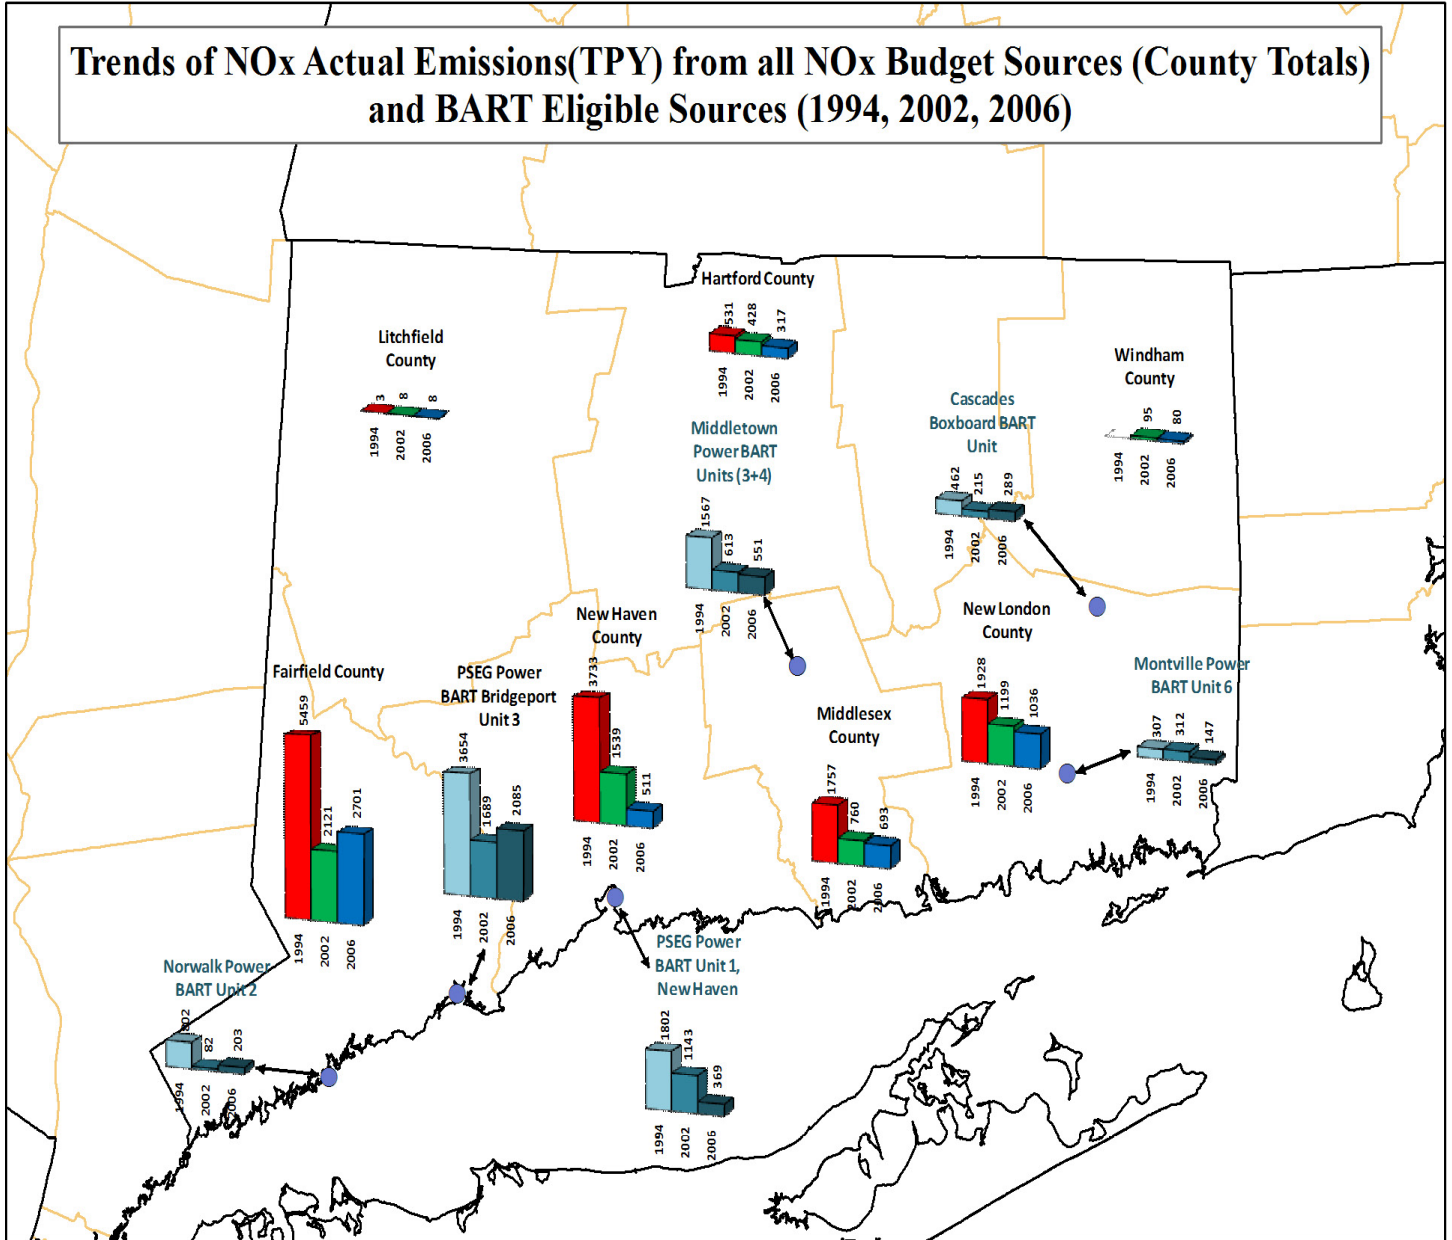 Trends of NOx Actual Emissions(TPY) from all NOx Budget Sources (County Totals)
and BART Eligible Sources (1994, 2002, 2006)
Hartford County
531
428
317
1994
2002
2006
Litchfield
County
3
8
8
1994
2002
2006
Windham
County
95
80
1994
2002
2006
Cascades
Boxboard BART
Unit
462
215
289
1994
2002
2006
Middletown
Power BART
Units (3+4)
1567
613
551
1994
2002
2006
New Haven
County
3733
1539
511
1994
2002
2006
New London
County
1928
1199
1036
1994
2002
2006
Montville Power
BART Unit 6
307
312
147
1994
2002
2006
Fairfield County
5459
2121
2701
1994
2002
2006
PSEG Power
BART Bridgeport
Unit 3
3654
1689
2085
1994
2002
2006
Middlesex
County
1757
760
693
1994
2002
2006
Norwalk Power
BART Unit 2
802
82
203
1994
2002
2006
PSEG Power
BART Unit 1,
New Haven
1802
1143
369
1994
2002
2006